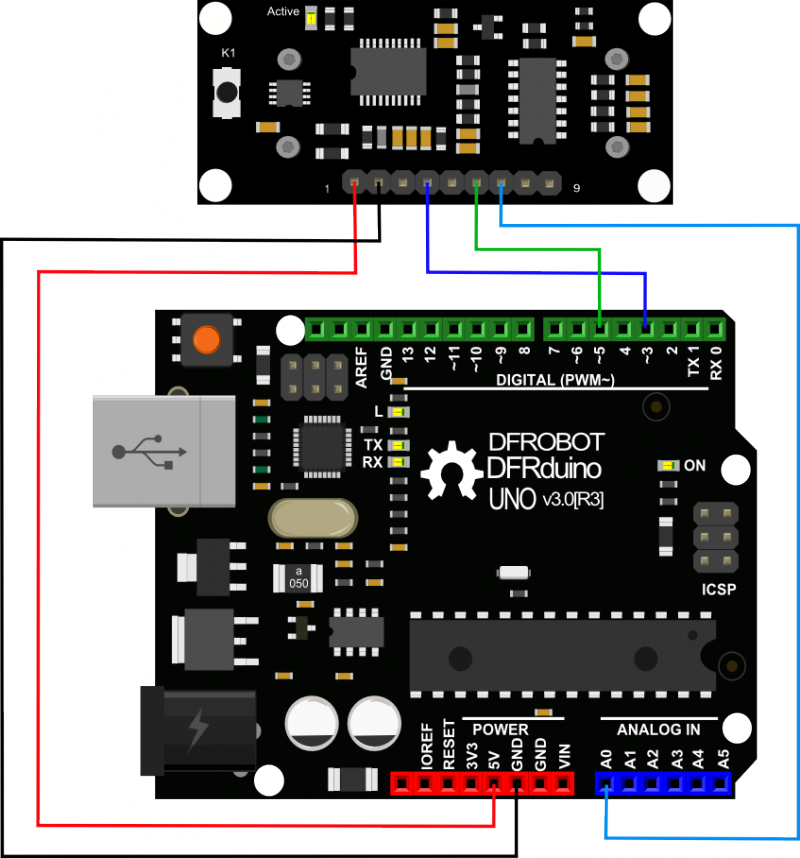 Active
K1
1
9
AREF
GND
13
12
~11
~10
~9
8
7
~6
~5
4
~3
2
TX 1
RX 0
DIGITAL (PWM~)
L
TX
RX
DFROBOT
DFRduino
UNO v3.0[R3]
ON
ICSP
a
050
POWER
ANALOG IN
IOREF
RESET
3V3
5V
GND
GND
VIN
A0
A1
A2
A3
A4
A5